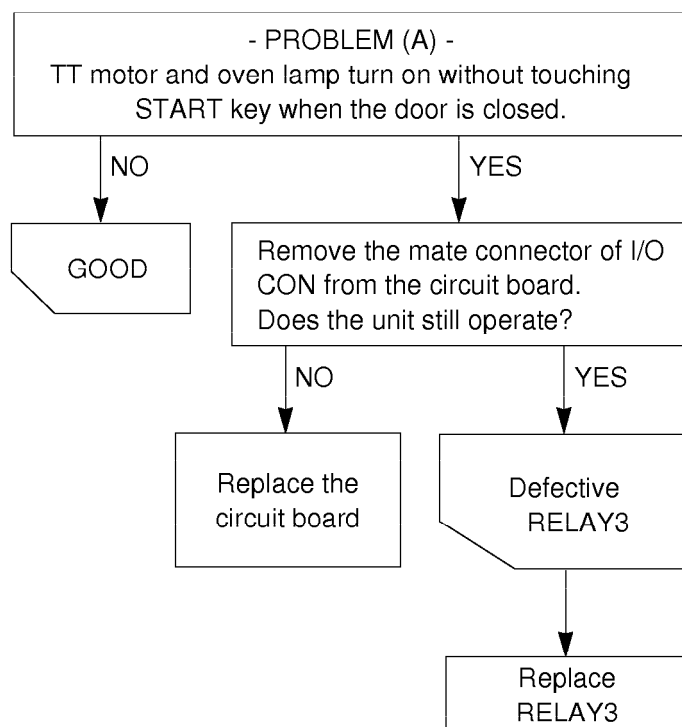 - PROBLEM (A) -
TT motor and oven lamp turn on without touching
START key when the door is closed.
NO
YES
GOOD
Remove the mate connector of I/O
CON from the circuit board.
Does the unit still operate?
NO
YES
Replace the
circuit board
Defective
RELAY3
Replace
RELAY3